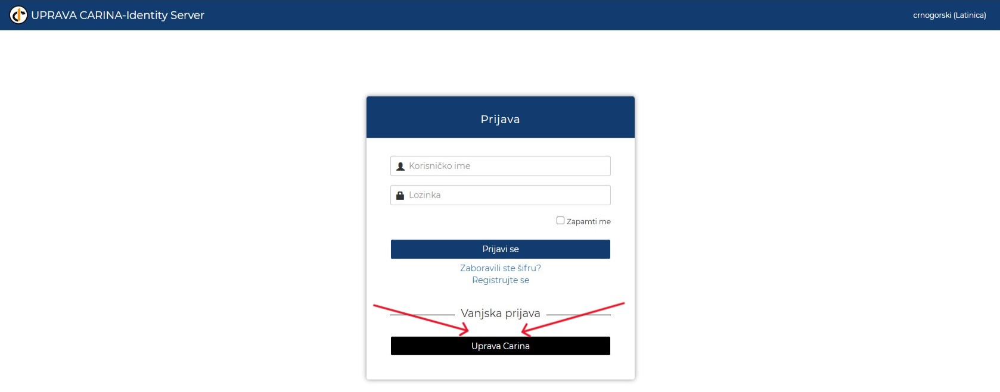 UPRAVA CARINA-Identity Server
crnogorski (Latinica)
Prijava
Korisničko ime
Lozinka
Zapamti me
Prijavi se
Zaboravili ste šifru?
Registrujte se
Vanjska prijava
Uprava Carina